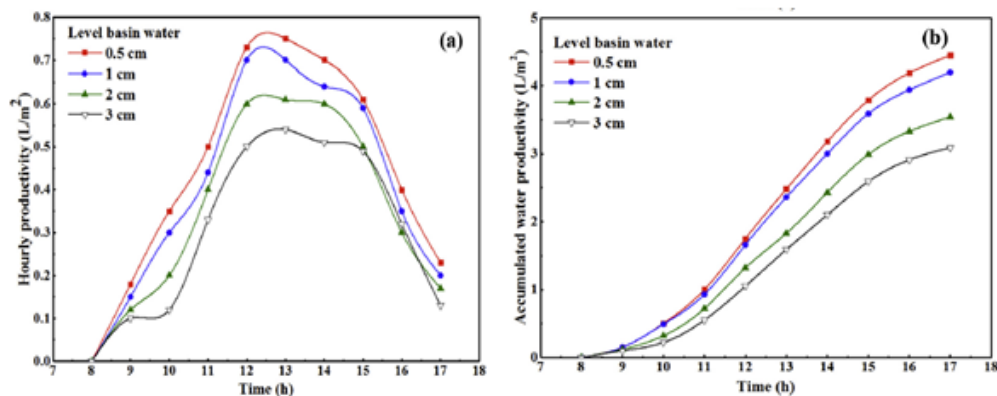 (a)
Level basin water
0.5 cm
1 cm
2 cm
3 cm
Hourly productivity (L/m²)
0.8
0.7
0.6
0.5
0.4
0.3
0.2
0.1
0.0
7 8 9 10 11 12 13 14 15 16 17 18
Time (h)
(b)
Level basin water
0.5 cm
1 cm
2 cm
3 cm
Accumulated water productivity (L/m²)
5
4
3
2
1
0
7 8 9 10 11 12 13 14 15 16 17 18
Time (h)